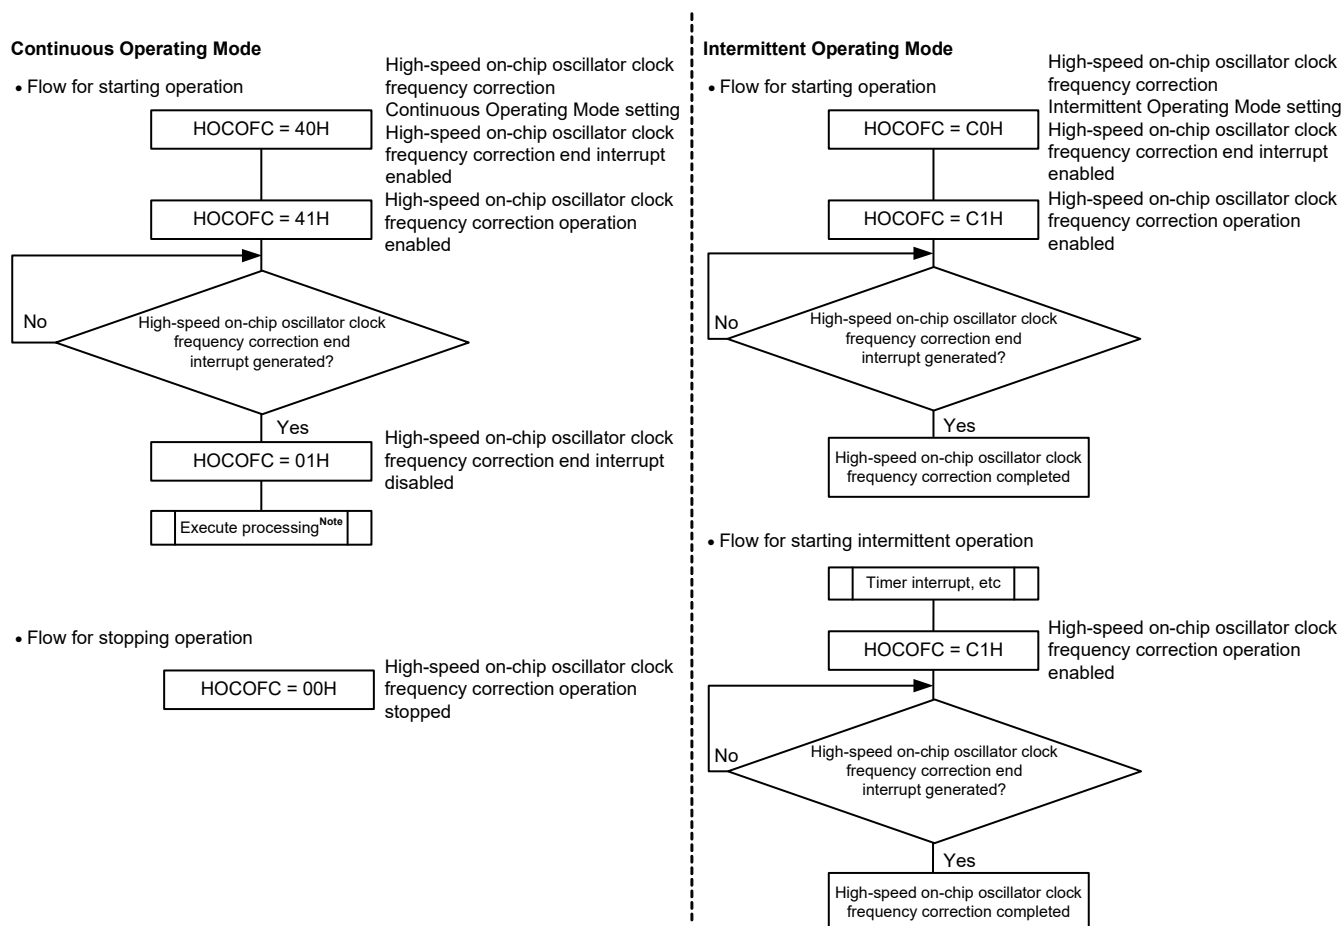 Continuous Operating Mode
• Flow for starting operation
High-speed on-chip oscillator clock
frequency correction
Continuous Operating Mode setting
High-speed on-chip oscillator clock
frequency correction end interrupt
enabled
HOCOFC = 40H
High-speed on-chip oscillator clock
frequency correction operation
enabled
HOCOFC = 41H
No
High-speed on-chip oscillator clock
frequency correction end
interrupt generated?
Yes
High-speed on-chip oscillator clock
frequency correction end interrupt
disabled
HOCOFC = 01H
Execute processingNote
• Flow for stopping operation
High-speed on-chip oscillator clock
frequency correction operation
stopped
HOCOFC = 00H
Intermittent Operating Mode
• Flow for starting operation
High-speed on-chip oscillator clock
frequency correction
Intermittent Operating Mode setting
High-speed on-chip oscillator clock
frequency correction end interrupt
enabled
HOCOFC = C0H
High-speed on-chip oscillator clock
frequency correction operation
enabled
HOCOFC = C1H
No
High-speed on-chip oscillator clock
frequency correction end
interrupt generated?
Yes
High-speed on-chip oscillator clock
frequency correction completed
• Flow for starting intermittent operation
Timer interrupt, etc
High-speed on-chip oscillator clock
frequency correction operation
enabled
HOCOFC = C1H
No
High-speed on-chip oscillator clock
frequency correction end
interrupt generated?
Yes
High-speed on-chip oscillator clock
frequency correction completed